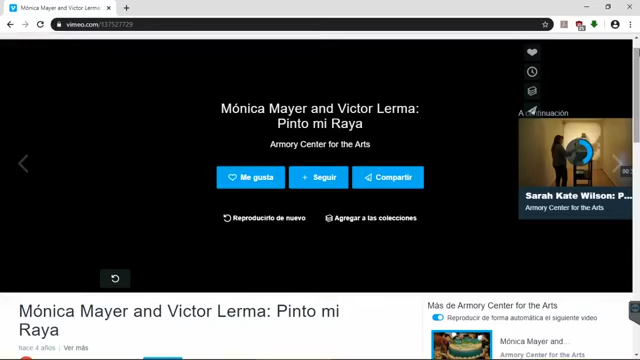 Mónica Mayer and Victor Lerma:
vimeo.com/137527729
Mónica Mayer and Victor Lerma:
Pinto mi Raya
Armory Center for the Arts
Me gusta
Seguir
Compartir
Reproducirlo de nuevo
Agregar a las colecciones
A continuación
Sarah Kate Wilson: P...
Armory Center for the Arts
Mónica Mayer and Victor Lerma: Pinto mi
Raya
hace 4 años
Ver más
Más de Armory Center for the Arts
Reproducir de forma automática el siguiente video
Mónica Mayer and...
Armory Center for the Arts